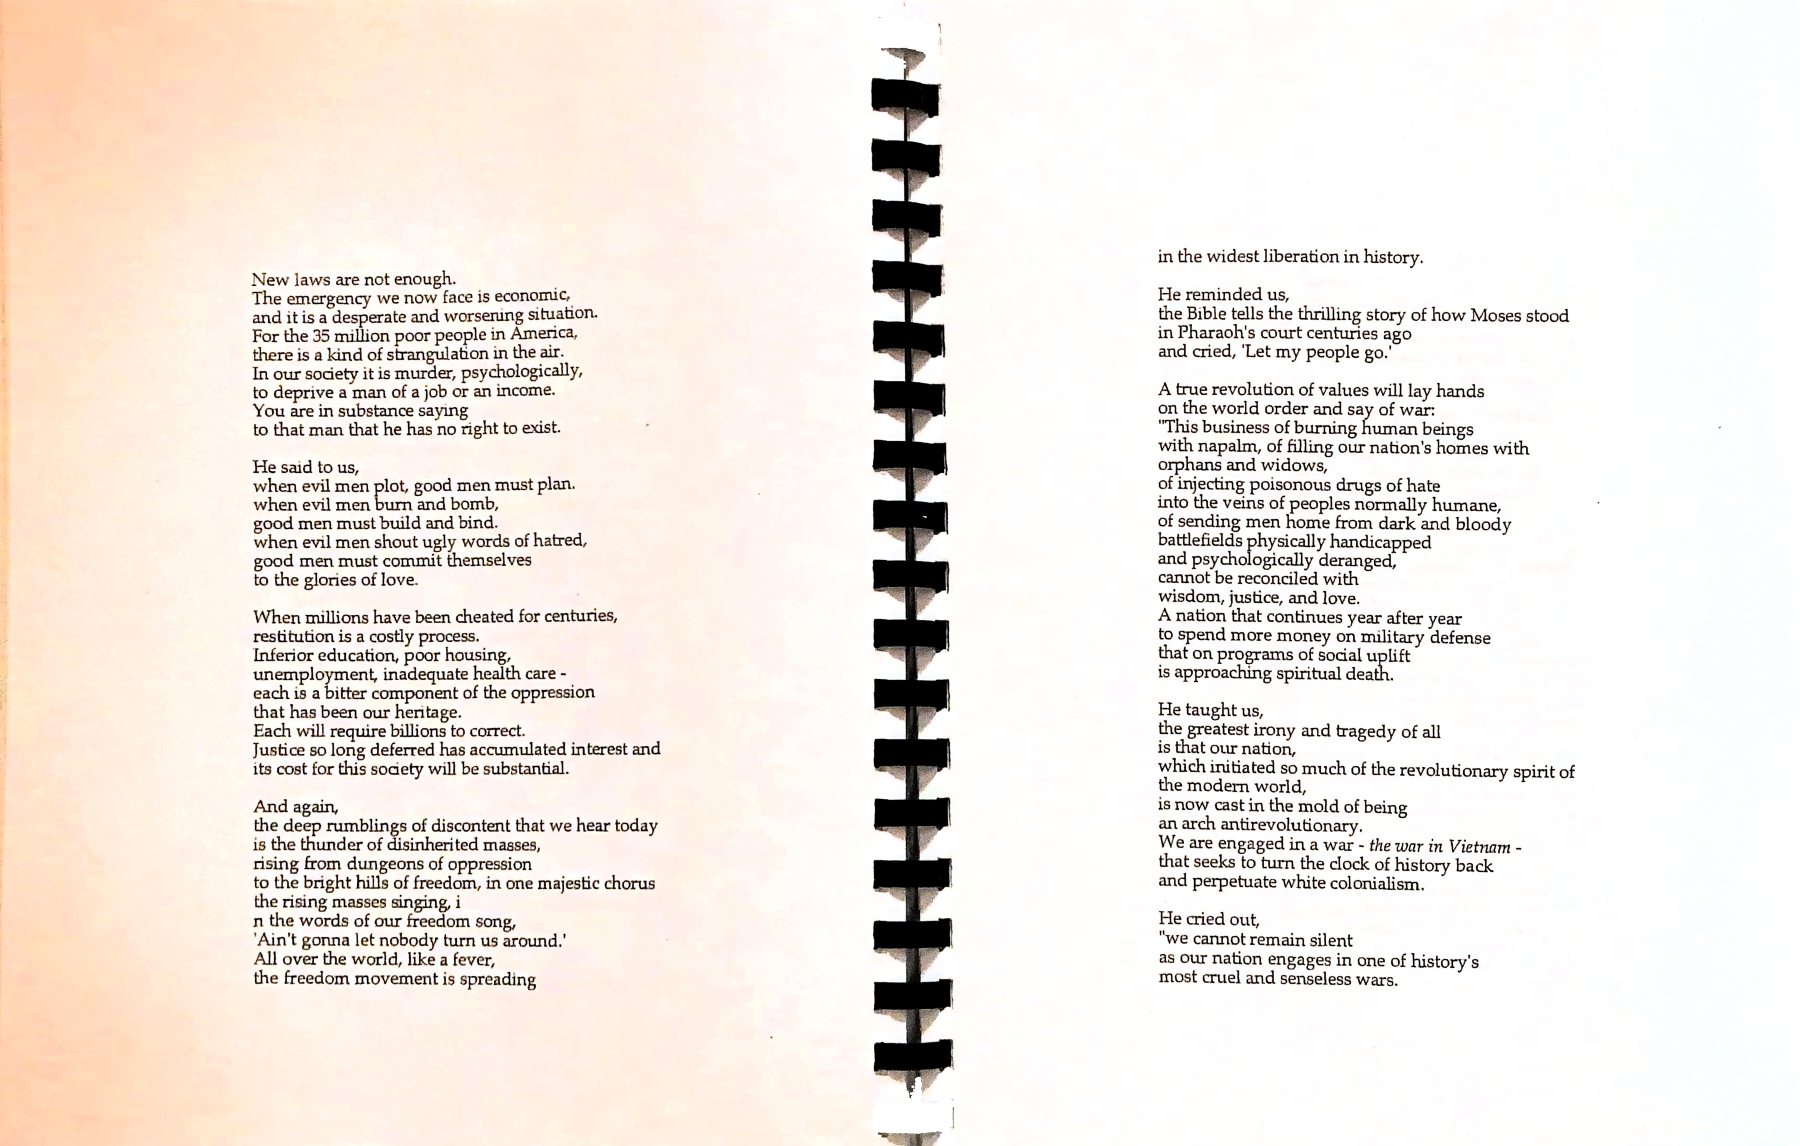 New laws are not enough.
The emergency we now face is economic,
and it is a desperate and worsening situation.
For the 35 million poor people in America,
there is a kind of strangulation in the air.
In our society it is murder, psychologically,
to deprive a man of a job or an income.
You are in substance saying
to that man that he has no right to exist.

He said to us,
when evil men plot, good men must plan.
when evil men burn and bomb,
good men must build and bind.
when evil men shout ugly words of hatred,
good men must commit themselves
to the glories of love.

When millions have been cheated for centuries,
restitution is a costly process.
Inferior education, poor housing,
unemployment, inadequate health care -
each is a bitter component of the oppression
that has been our heritage.
Each will require billions to correct.
Justice so long deferred has accumulated interest and
its cost for this society will be substantial.

And again,
the deep rumblings of discontent that we hear today
is the thunder of disinherited masses,
rising from dungeons of oppression
to the bright hills of freedom, in one majestic chorus
the rising masses singing, i
n the words of our freedom song,
'Ain't gonna let nobody turn us around.'
All over the world, like a fever,
the freedom movement is spreading

in the widest liberation in history.

He reminded us,
the Bible tells the thrilling story of how Moses stood
in Pharaoh's court centuries ago
and cried, 'Let my people go.'

A true revolution of values will lay hands
on the world order and say of war:
"This business of burning human beings
with napalm, of filling our nation's homes with
orphans and widows,
of injecting poisonous drugs of hate
into the veins of peoples normally humane,
of sending men home from dark and bloody
battlefields physically handicapped
and psychologically deranged,
cannot be reconciled with
wisdom, justice, and love.
A nation that continues year after year
to spend more money on military defense
that on programs of social uplift
is approaching spiritual death.

He taught us,
the greatest irony and tragedy of all
is that our nation,
which initiated so much of the revolutionary spirit of
the modern world,
is now cast in the mold of being
an arch antirevolutionary.
We are engaged in a war - the war in Vietnam -
that seeks to turn the clock of history back
and perpetuate white colonialism.

He cried out,
"we cannot remain silent
as our nation engages in one of history's
most cruel and senseless wars.